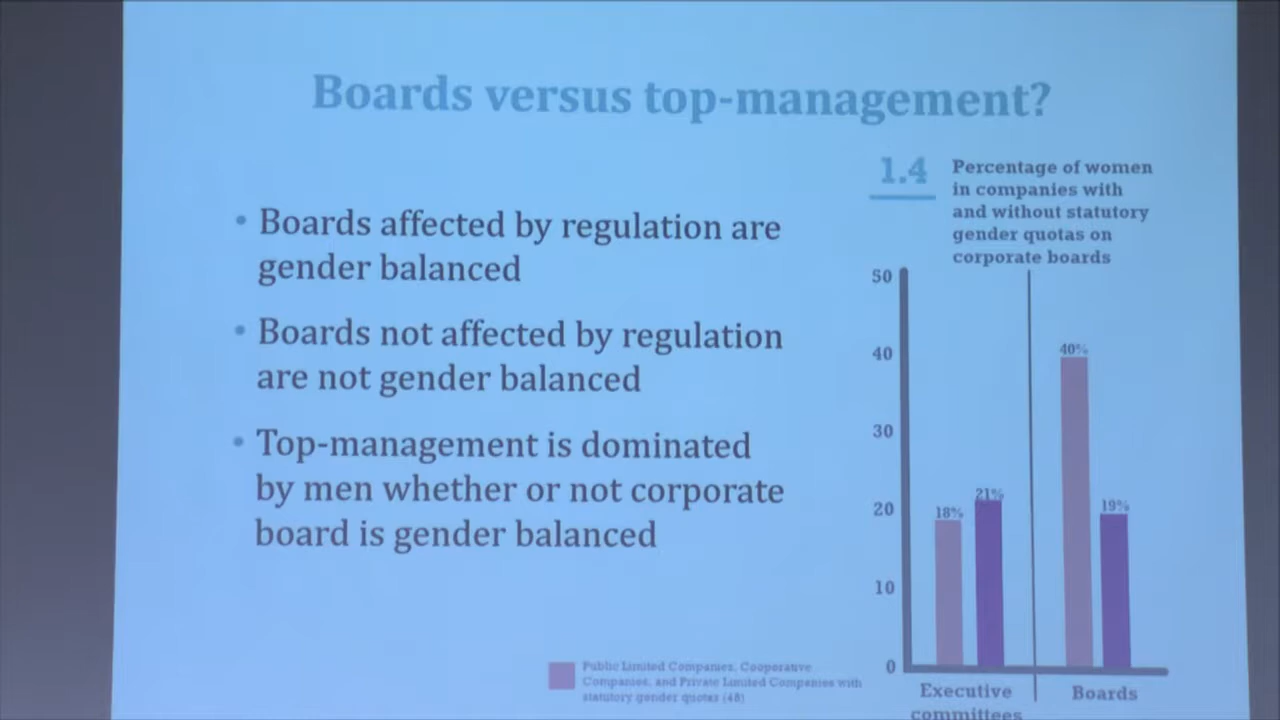 Boards versus top-management?
• Boards affected by regulation are
gender balanced
• Boards not affected by regulation
are not gender balanced
• Top-management is dominated
by men whether or not corporate
board is gender balanced
1.4
Percentage of women
in companies with
and without statutory
gender quotas on
corporate boards
50
40
30
20
10
0
18%
21%
40%
19%
Executive
committees
Boards
Public Limited Companies, Cooperative
Companies, and Private Limited Companies with
statutory gender quotas (48)